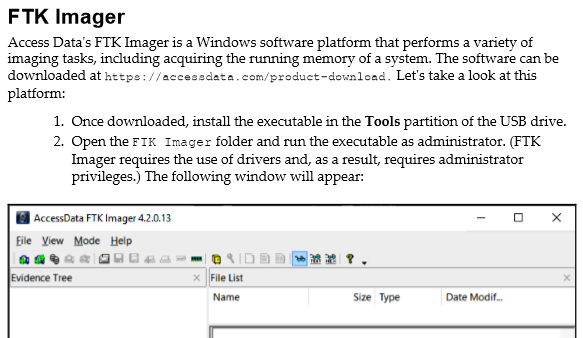 FTK Imager
Access Data's FTK Imager is a Windows software platform that performs a variety of
imaging tasks, including acquiring the running memory of a system. The software can be
downloaded at https://accessdata.com/product-download. Let's take a look at this
platform:
1. Once downloaded, install the executable in the Tools partition of the USB drive.
2. Open the FTK Imager folder and run the executable as administrator. (FTK
Imager requires the use of drivers and, as a result, requires administrator
privileges.) The following window will appear:
AccessData FTK Imager 4.2.0.13
File View Mode Help
Evidence Tree
File List
Name Size Type Date Modif...